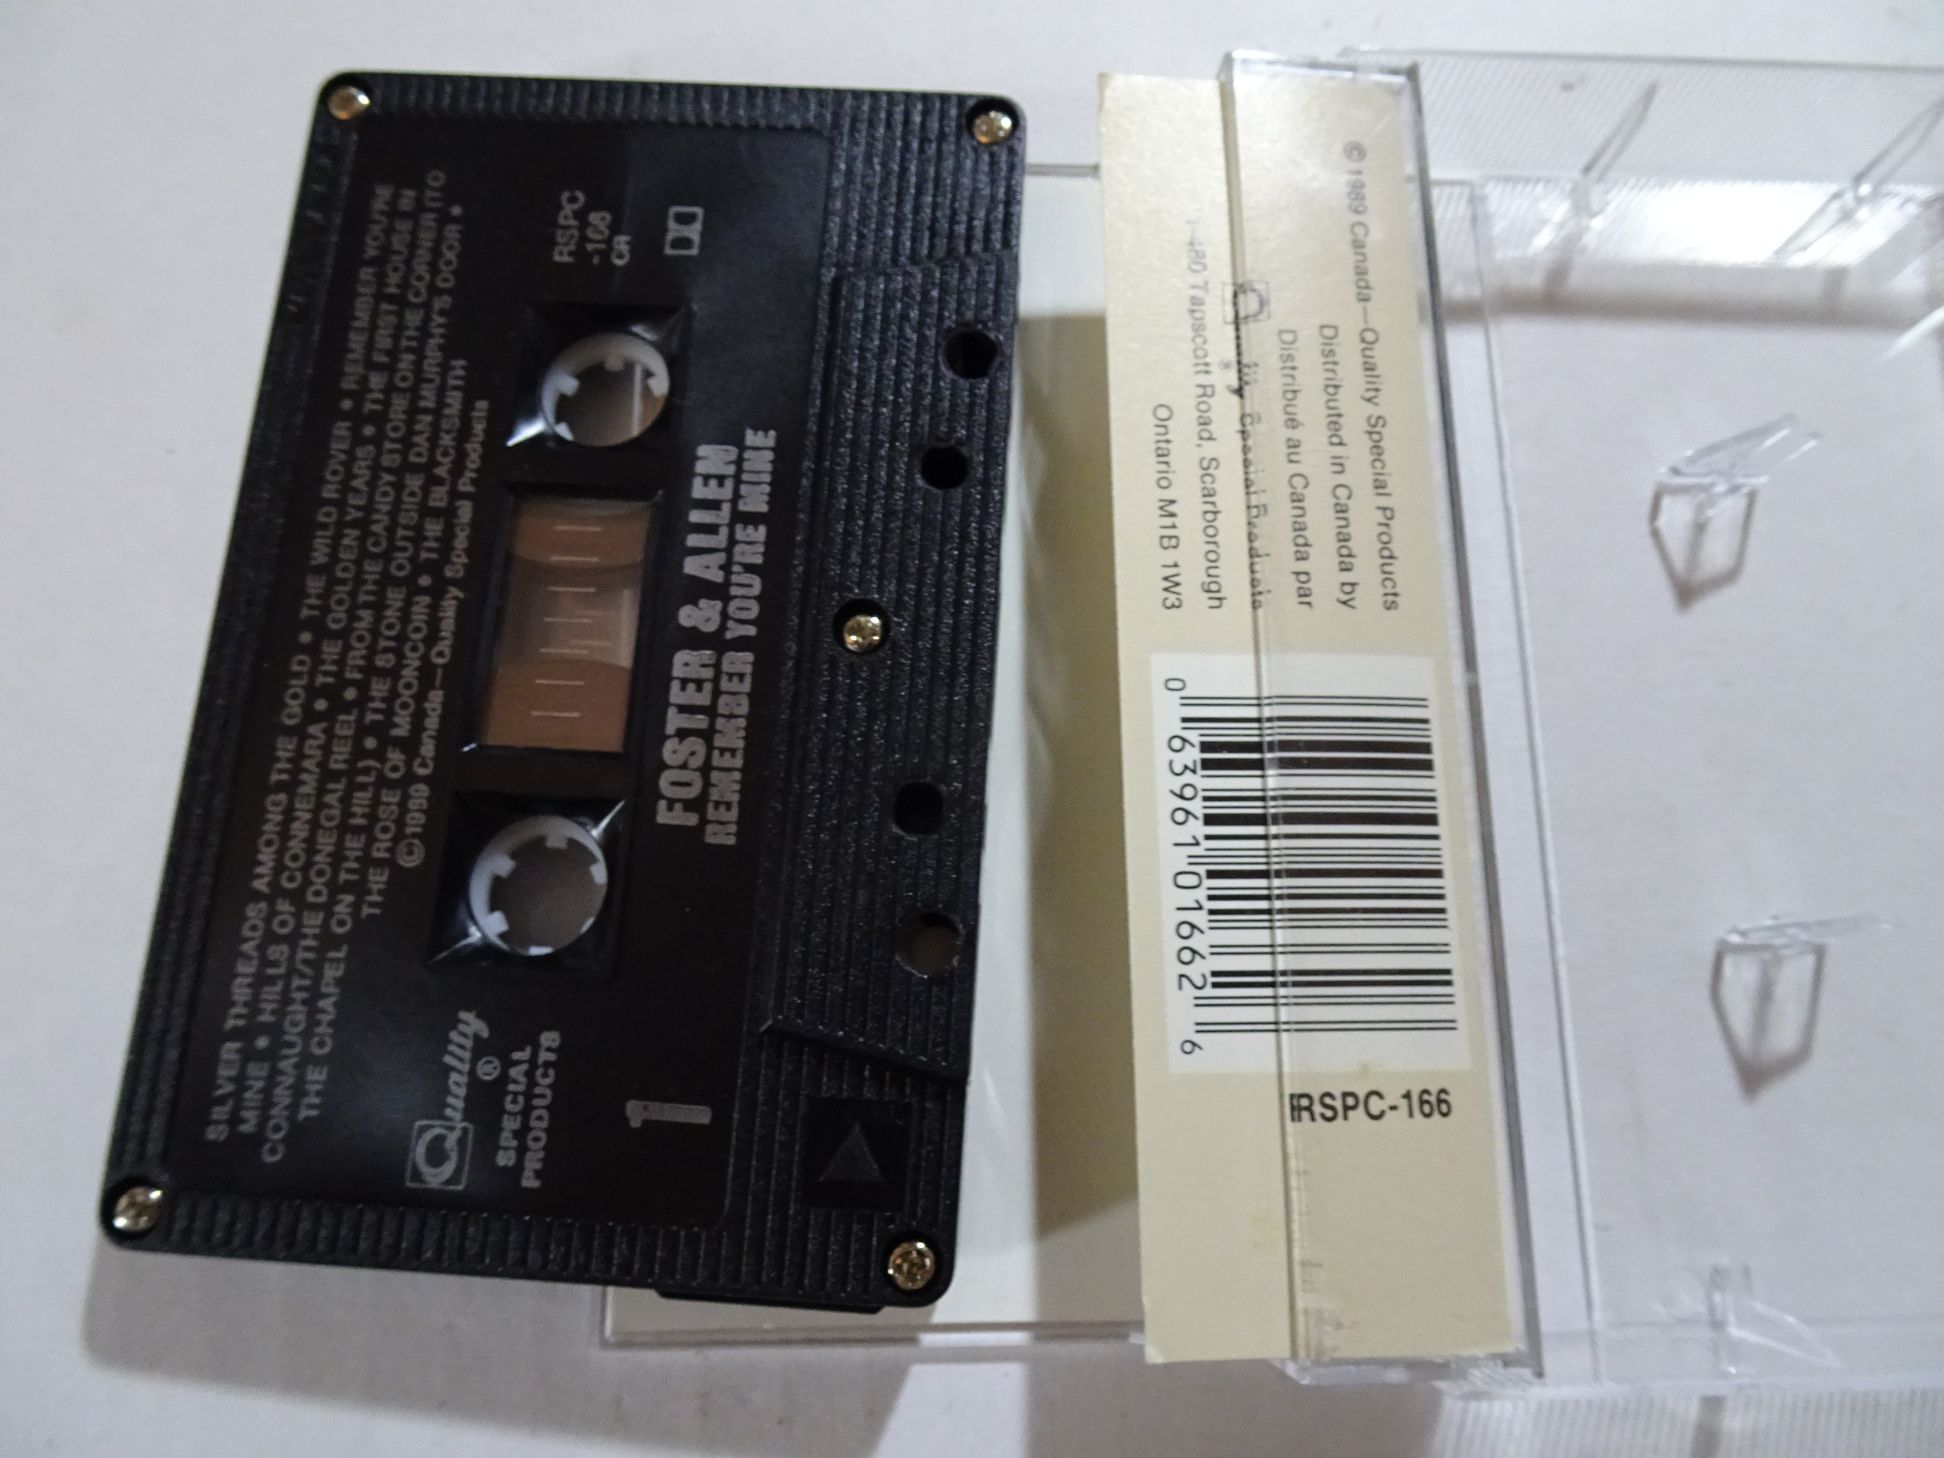 SILVER THREADS AMONG THE GOLD • THE WILD ROVER • REMEMBER YOU'RE
MINE • HILLS OF CONNEMARA • THE GOLDEN YEARS • THE FIRST HOUSE IN
CONNAUGHT/THE DONEGAL REEL • FROM THE CANDY STORE ON THE CORNER (TO
THE CHAPEL ON THE HILL) • THE STONE OUTSIDE DAN MURPHY'S DOOR •
THE ROSE OF MOONCOIN • THE BLACKSMITH
©1989 Canada—Quality Special Products
Quality
®
SPECIAL
PRODUCTS
RSPC
-166
CR
1
FOSTER & ALLEN
REMEMBER YOU'RE MINE
© 1989 Canada—Quality Special Products
Distributed in Canada by
Distribué au Canada par
Quality Special Products
®
480 Tapscott Road, Scarborough
Ontario M1B 1W3
0 63961 01662 6
RSPC-166